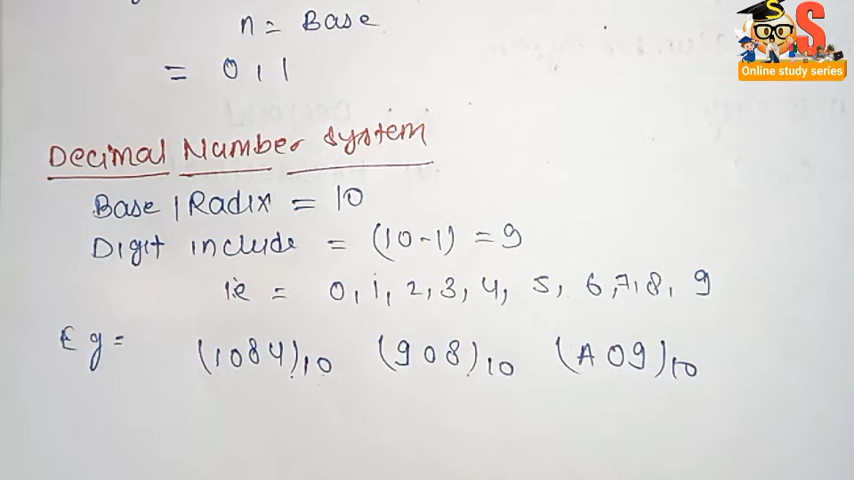 n = Base
= 0, 1
Decimal Number system
Base | Radix = 10
Digit include = (10-1) = 9
ie = 0, 1, 2, 3, 4, 5, 6, 7, 8, 9
Eg =
(1084)10 (908)10 (A09)10
S S
Online study series